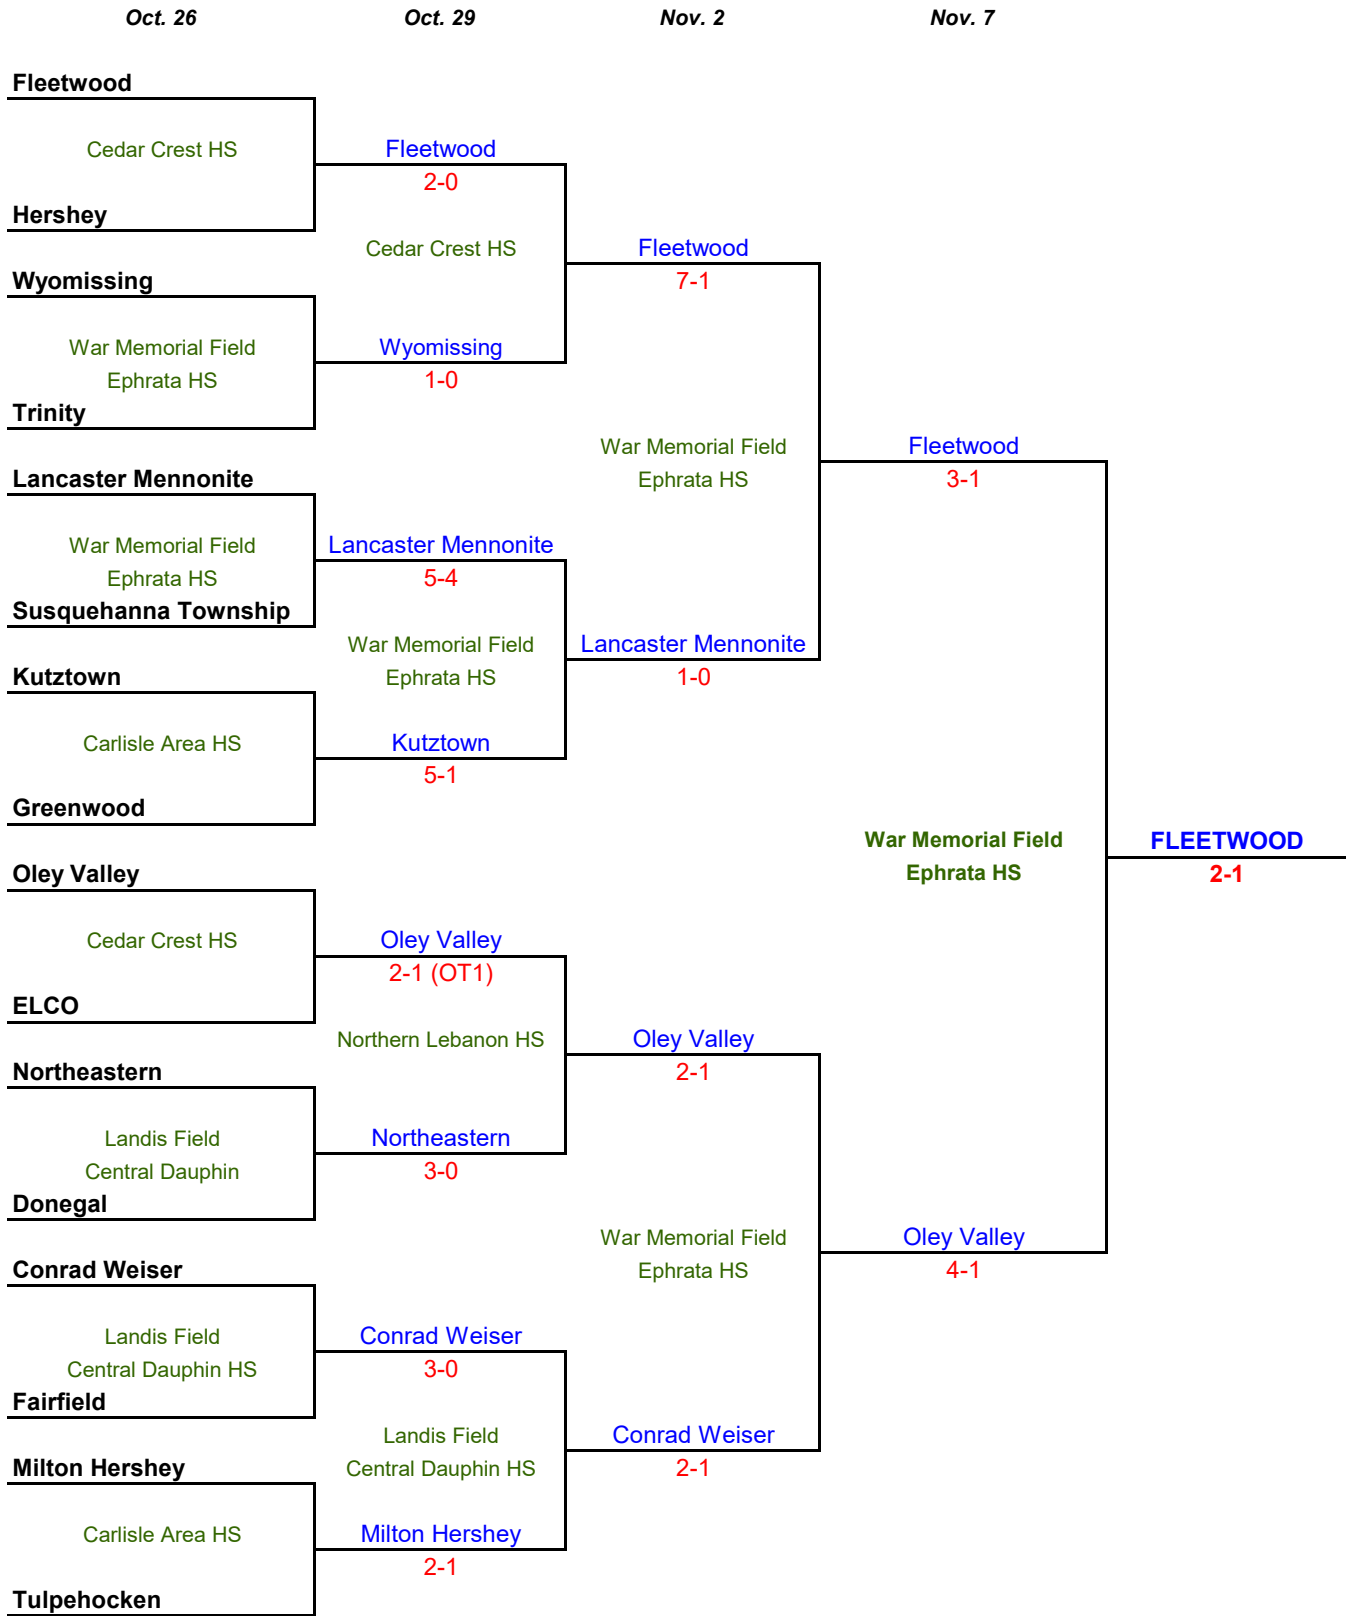 Oct. 26 Oct. 29 Nov. 2 Nov. 7
Fleetwood
Cedar Crest HS Fleetwood
2-0
Hershey
Cedar Crest HS Fleetwood
Wyomissing 7-1
War Memorial Field Wyomissing
Ephrata HS 1-0
Trinity
War Memorial Field Fleetwood
Lancaster Mennonite Ephrata HS 3-1
War Memorial Field Lancaster Mennonite
Ephrata HS 5-4
Susquehanna Township
War Memorial Field Lancaster Mennonite
Kutztown Ephrata HS 1-0
Carlisle Area HS Kutztown
5-1
Greenwood
War Memorial Field FLEETWOOD
Oley Valley Ephrata HS 2-1
Cedar Crest HS Oley Valley
2-1 (OT1)
ELCO
Northern Lebanon HS Oley Valley
Northeastern 2-1
Landis Field Northeastern
Central Dauphin 3-0
Donegal
War Memorial Field Oley Valley
Conrad Weiser Ephrata HS 4-1
Landis Field Conrad Weiser
Central Dauphin HS 3-0
Fairfield
Landis Field Conrad Weiser
Milton Hershey Central Dauphin HS 2-1
Carlisle Area HS Milton Hershey
2-1
Tulpehocken